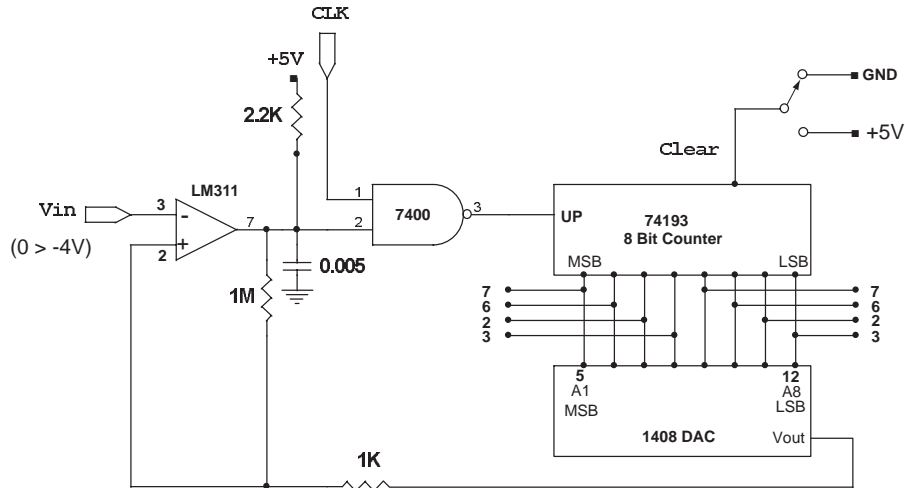 CLK
+5V
2.2K
GND
+5V
Clear
LM311
Vin
3
-
7
(0 > -4V)
+
2
1
2
7400
3
UP
74193
8 Bit Counter
MSB
LSB
0.005
1M
7
6
2
3
7
6
2
3
5
A1
MSB
12
A8
LSB
1408 DAC
Vout
1K